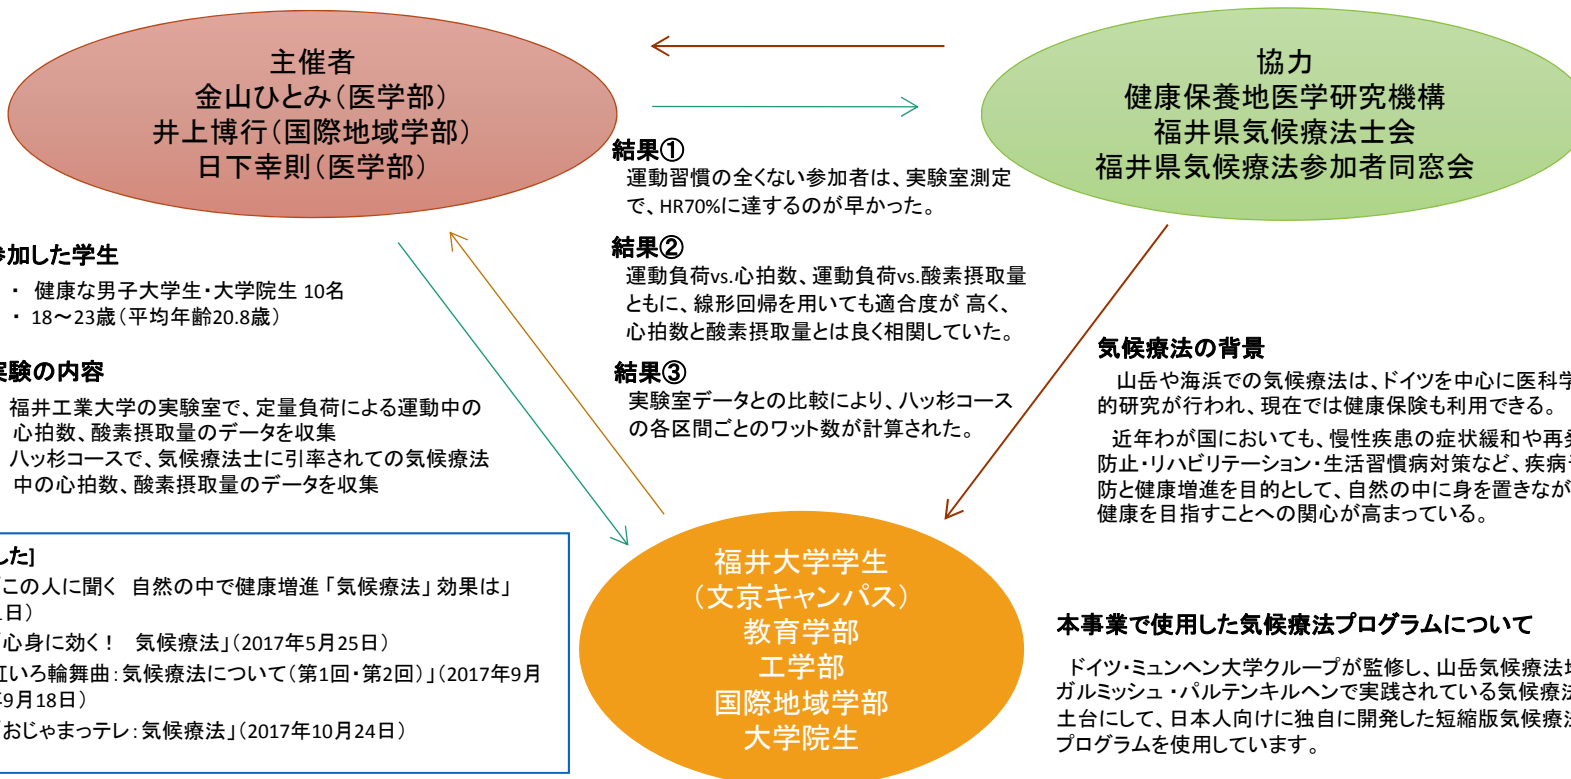 主催者
金山ひとみ（医学部）
井上博行（国際地域学部）
日下幸則（医学部）
協力
健康保養地医学研究機構
福井県気候療法士会
福井県気候療法参加者同窓会
結果①
運動習慣の全くない参加者は、実験室測定
で、HR70%に達するのが早かった。
結果②
運動負荷vs.心拍数、運動負荷vs.酸素摂取量
ともに、線形回帰を用いても適合度が 高く、
心拍数と酸素摂取量とは良く相関していた。
結果③
実験室データとの比較により、八ッ杉コース
の各区間ごとのワット数が計算された。
参加した学生
・ 健康な男子大学生・大学院生 10名
・ 18～23歳（平均年齢20.8歳）
実験の内容
福井工業大学の実験室で、定量負荷による運動中の
心拍数、酸素摂取量のデータを収集
八ッ杉コースで、気候療法士に引率されての気候療法
中の心拍数、酸素摂取量のデータを収集
した]
「この人に聞く 自然の中で健康増進「気候療法」効果は」
日）
「心身に効く！ 気候療法」（2017年5月25日）
虹いろ輪舞曲：気候療法について（第1回・第2回）」（2017年9月
年9月18日）
「おじゃまッテレ：気候療法」（2017年10月24日）
福井大学学生
（文京キャンパス）
教育学部
工学部
国際地域学部
大学院生
気候療法の背景
山岳や海浜での気候療法は、ドイツを中心に医科学
的研究が行われ、現在では健康保険も利用できる。
近年わが国においても、慢性疾患の症状緩和や再発
防止・リハビリテーション・生活習慣病対策など、疾病予
防と健康増進を目的として、自然の中に身を置きなが
健康を目指すことへの関心が高まっている。
本事業で使用した気候療法プログラムについて
ドイツ・ミュンヘン大学クループが監修し、山岳気候療法地
ガルミッシュ・パルテンキルヘンで実践されている気候療法
土台にして、日本人向けに独自に開発した短縮版気候療法
プログラムを使用しています。